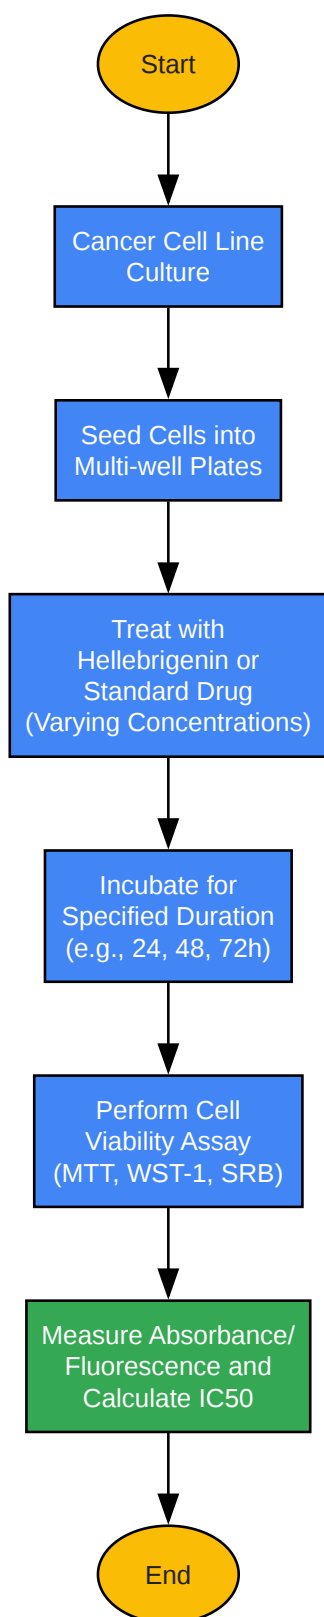 Start
Cancer Cell Line
Culture
Seed Cells into
Multi-well Plates
Treat with
Hellebrigenin or
Standard Drug
(Varying Concentrations)
Incubate for
Specified Duration
(e.g., 24, 48, 72h)
Perform Cell
Viability Assay
(MTT, WST-1, SRB)
Measure Absorbance/
Fluorescence and
Calculate IC50
End